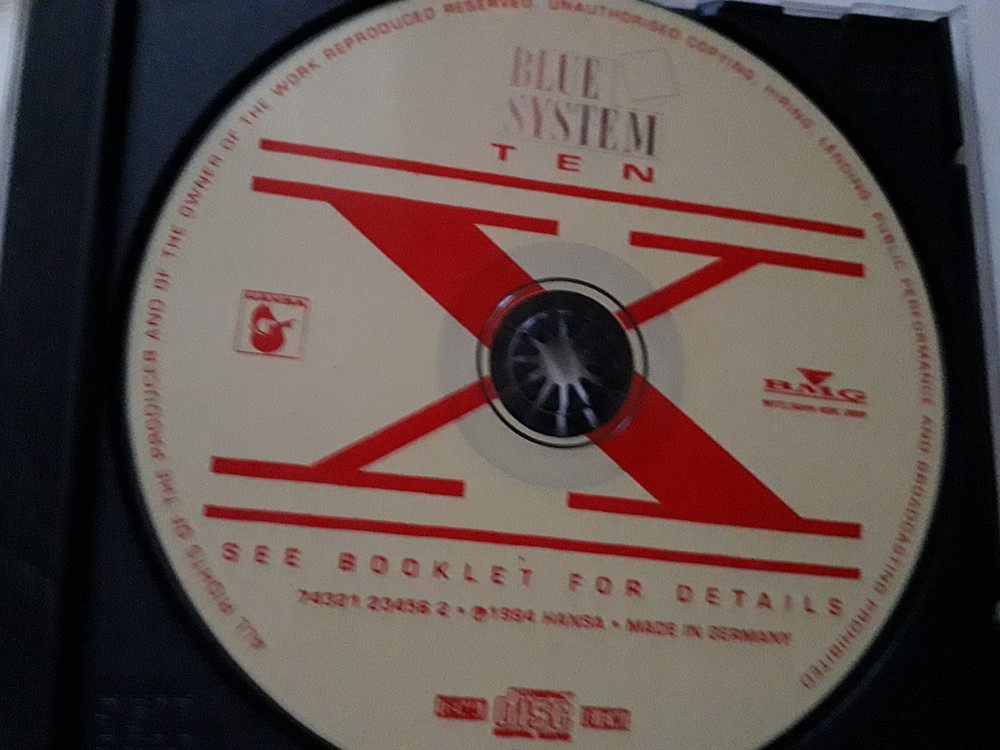 ALL RIGHTS OF THE PRODUCER AND OF THE OWNER OF THE WORK REPRODUCED RESERVED. UNAUTHORISED COPYING, HIRING, LENDING, PUBLIC PERFORMANCE AND BROADCASTING PROHIBITED
BLUE
SYSTEM
TEN
X
HANSA
BMG
SEE BOOKLET FOR DETAILS
74321 23456 2 • ℗1994 HANSA • MADE IN GERMANY
COMPACT
disc
DIGITAL AUDIO